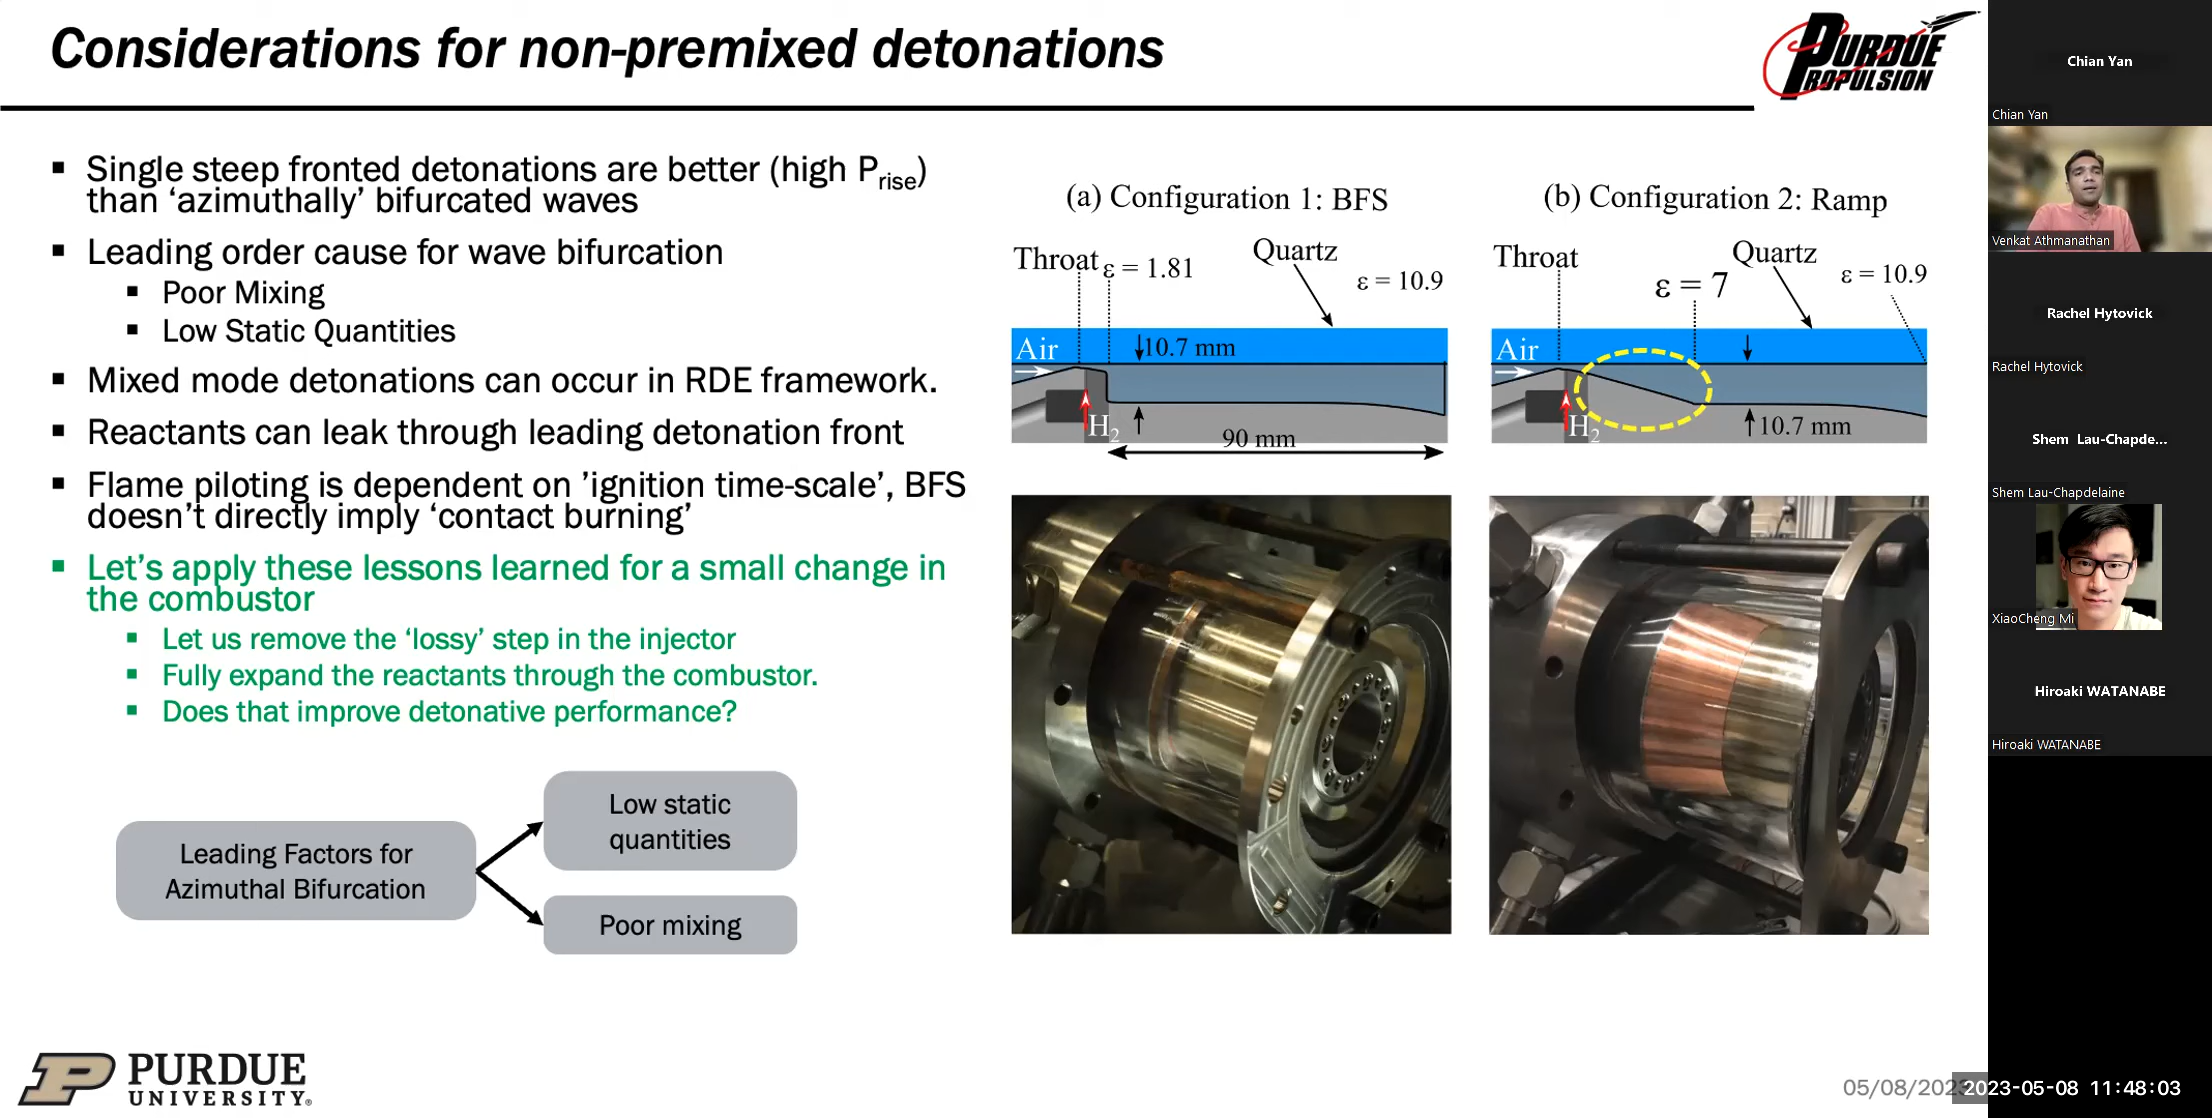 Considerations for non-premixed detonations
PURDUE
PROPULSION
▪ Single steep fronted detonations are better (high Prise)
than ‘azimuthally’ bifurcated waves
▪ Leading order cause for wave bifurcation
▪ Poor Mixing
▪ Low Static Quantities
▪ Mixed mode detonations can occur in RDE framework.
▪ Reactants can leak through leading detonation front
▪ Flame piloting is dependent on ’ignition time-scale’, BFS
doesn’t directly imply ‘contact burning’
▪ Let’s apply these lessons learned for a small change in
the combustor
▪ Let us remove the ‘lossy’ step in the injector
▪ Fully expand the reactants through the combustor.
▪ Does that improve detonative performance?
Leading Factors for
Azimuthal Bifurcation
Low static
quantities
Poor mixing
(a) Configuration 1: BFS
Throat
ε = 1.81
Quartz
ε = 10.9
Air
10.7 mm
H2
90 mm
(b) Configuration 2: Ramp
Throat
ε = 7
Quartz
ε = 10.9
Air
H2
10.7 mm
PURDUE
UNIVERSITY®
05/08/202
2023-05-08 11:48:03
Chian Yan
Chian Yan
Venkat Athmanathan
Rachel Hytovick
Rachel Hytovick
Shem Lau-Chapde...
Shem Lau-Chapdelaine
XiaoCheng Mi
Hiroaki WATANABE
Hiroaki WATANABE